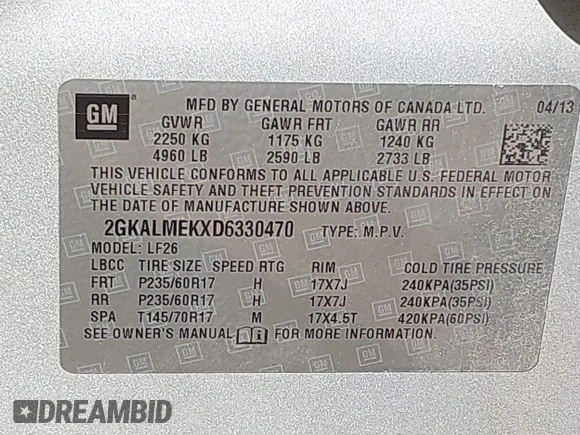 GM
MFD BY GENERAL MOTORS OF CANADA LTD. 04/13
GVWR GAWR FRT GAWR RR
2250 KG 1175 KG 1240 KG
4960 LB 2590 LB 2733 LB
THIS VEHICLE CONFORMS TO ALL APPLICABLE U.S. FEDERAL MOTOR
VEHICLE SAFETY AND THEFT PREVENTION STANDARDS IN EFFECT ON
THE DATE OF MANUFACTURE SHOWN ABOVE.
2GKALMEKXD6330470 TYPE: M.P.V.
MODEL: LF26
LBCC TIRE SIZE SPEED RTG RIM COLD TIRE PRESSURE
FRT P235/60R17 H 17X7J 240KPA(35PSI)
RR P235/60R17 H 17X7J 240KPA(35PSI)
SPA T145/70R17 M 17X4.5T 420KPA(60PSI)
SEE OWNER'S MANUAL FOR MORE INFORMATION.
DREAMBID